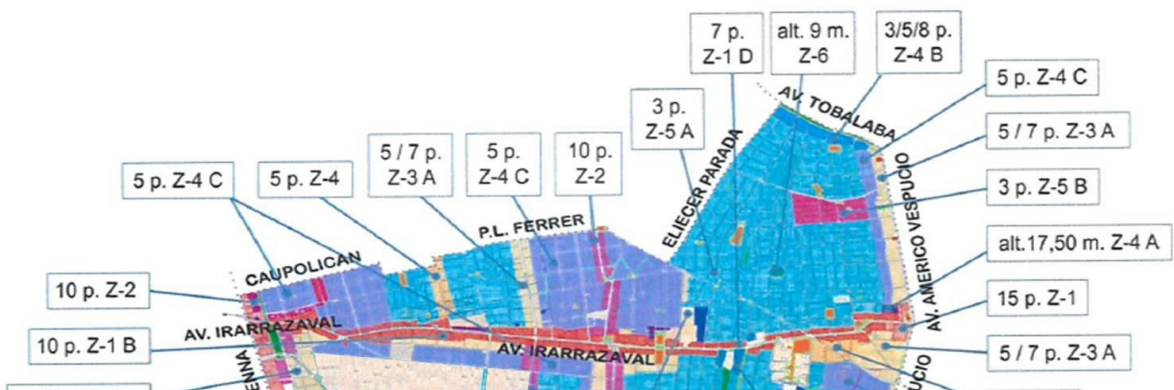 7 p.
Z-1 D
alt. 9 m.
Z-6
3/5/8 p.
Z-4 B
5 p. Z-4 C
3 p.
Z-5 A
AV. TOBALABA
5 / 7 p. Z-3 A
5 p. Z-4 C
5 p. Z-4
5 / 7 p.
Z-3 A
5 p.
Z-4 C
10 p.
Z-2
ELIECER PARADA
3 p. Z-5 B
P.L. FERRER
AV. AMERICO VESPUCIO
alt.17,50 m. Z-4 A
CAUPOLICAN
10 p. Z-2
15 p. Z-1
AV. IRARRAZAVAL
10 p. Z-1 B
AV. IRARRAZAVAL
5 / 7 p. Z-3 A
ENNA
UCIO